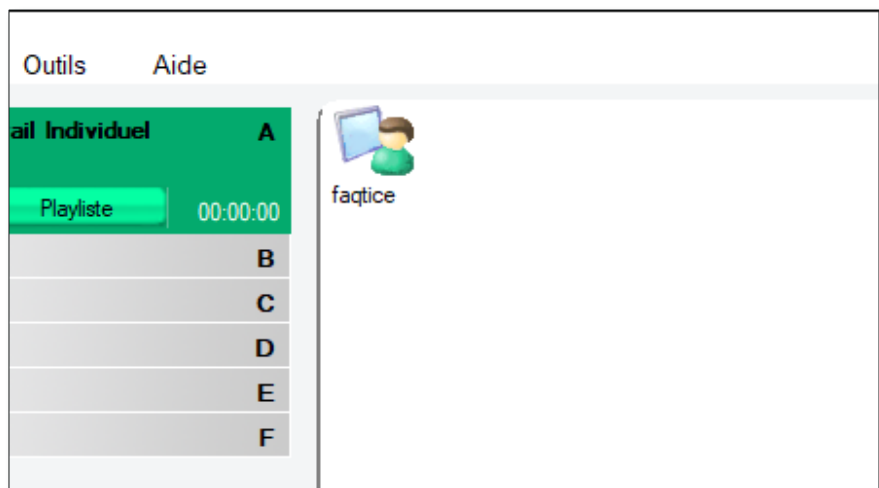 Outils Aide
ail Individuel A
Playliste 00:00:00
B
C
D
E
F
faqtice